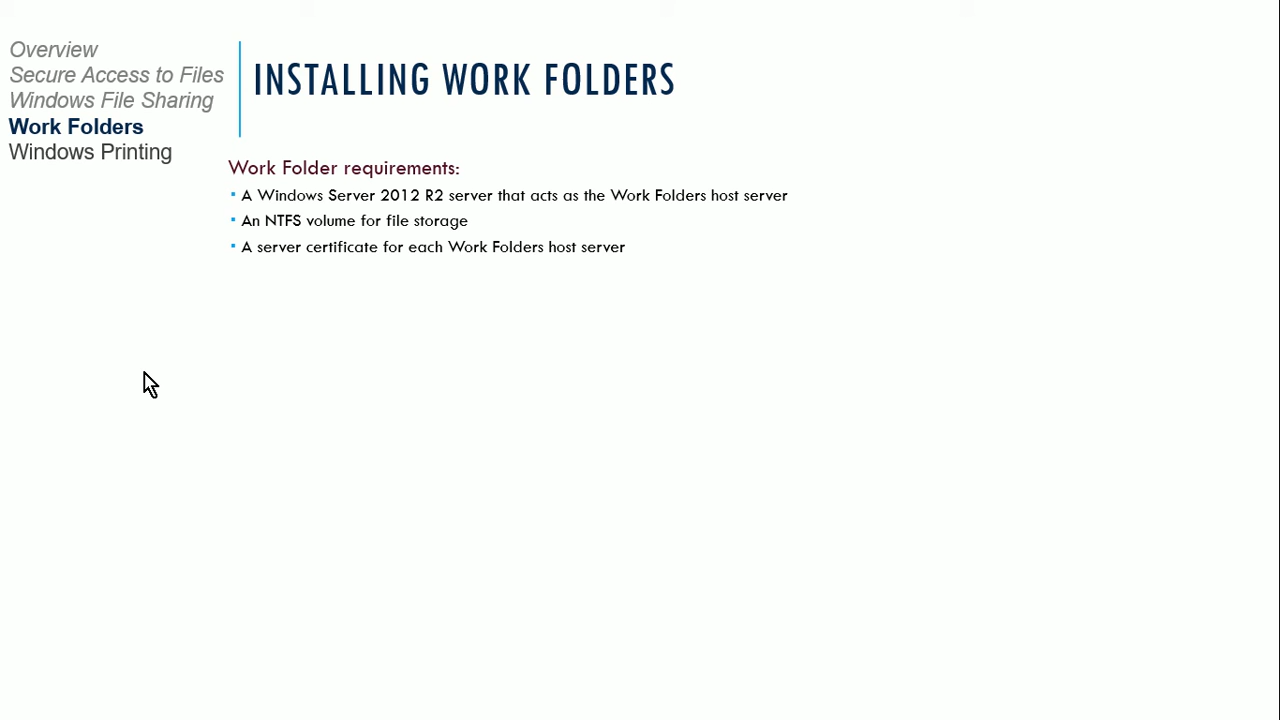 Overview
Secure Access to Files
Windows File Sharing
Work Folders
Windows Printing
INSTALLING WORK FOLDERS
Work Folder requirements:
▪ A Windows Server 2012 R2 server that acts as the Work Folders host server
▪ An NTFS volume for file storage
▪ A server certificate for each Work Folders host server